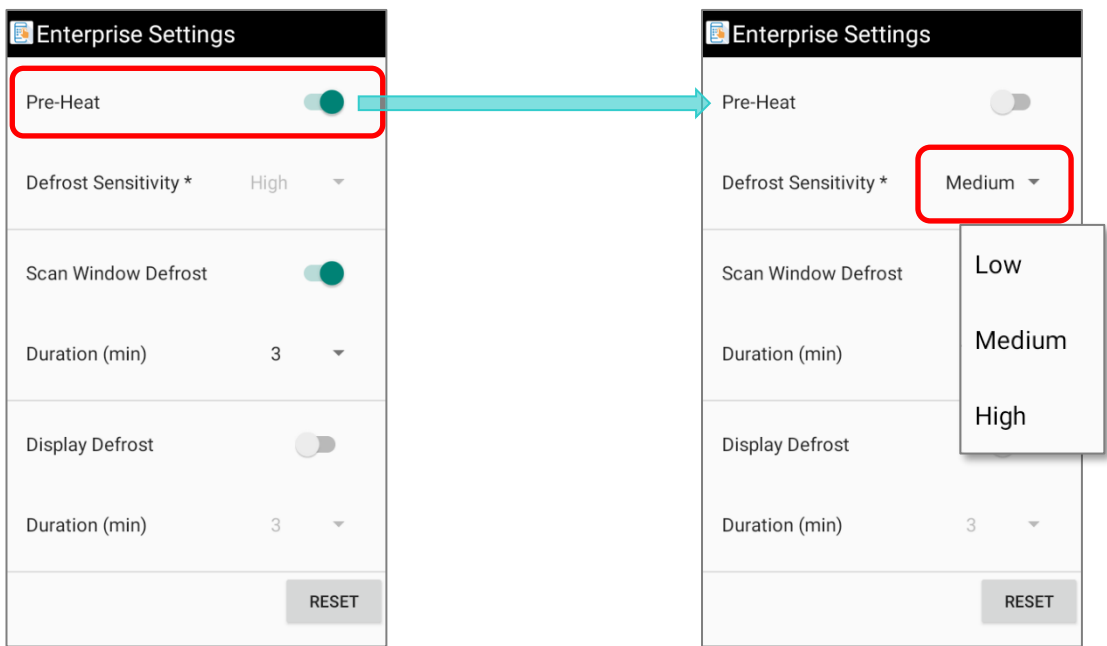 Enterprise Settings
Pre-Heat
Defrost Sensitivity * High
Scan Window Defrost
Duration (min) 3
Display Defrost
Duration (min) 3
RESET
Enterprise Settings
Pre-Heat
Defrost Sensitivity * Medium
Low
Scan Window Defrost
Medium
Duration (min)
High
Display Defrost
Duration (min) 3
RESET